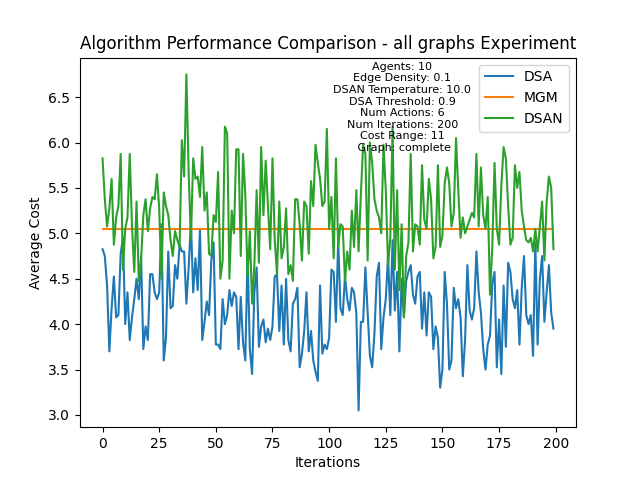 Algorithm Performance Comparison - all graphs Experiment
Agents: 10
Edge Density: 0.1
DSAN Temperature: 10.0
DSA Threshold: 0.9
Num Actions: 6
Num Iterations: 200
Cost Range: 11
Graph: complete
DSA
MGM
DSAN
Average Cost
6.5
6.0
5.5
5.0
4.5
4.0
3.5
3.0
0 25 50 75 100 125 150 175 200
Iterations